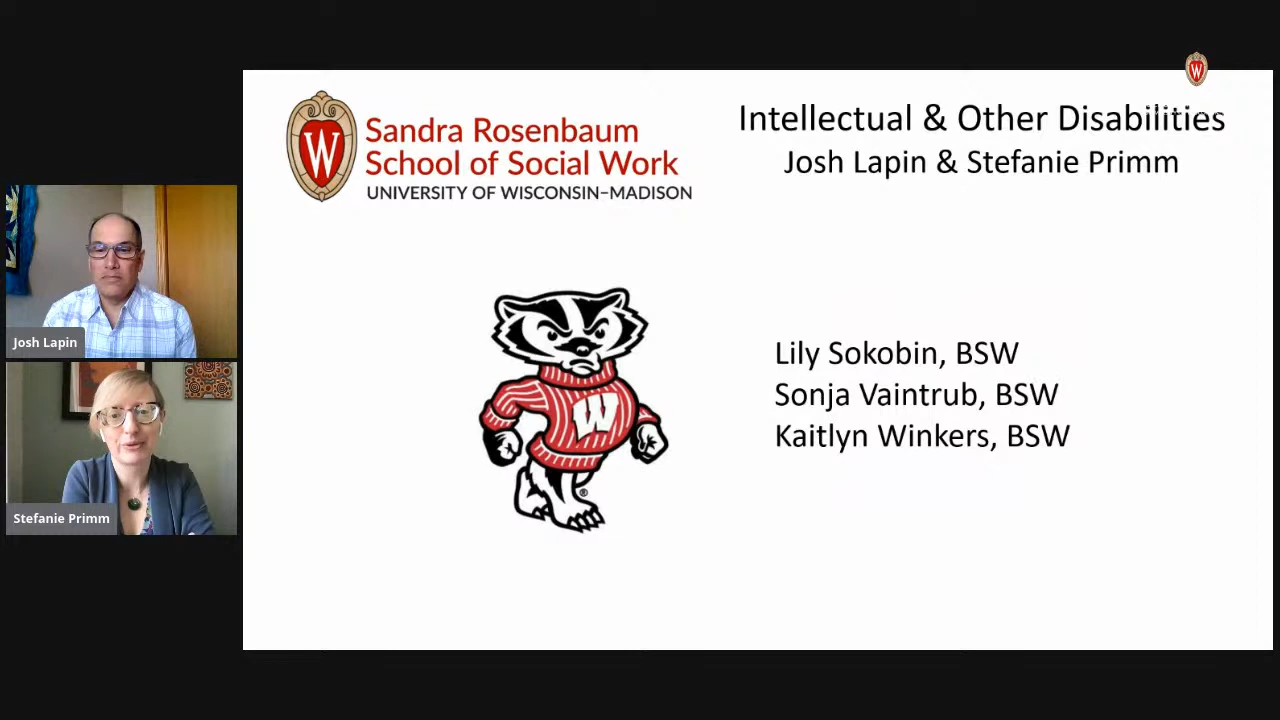 W
Sandra Rosenbaum
School of Social Work
UNIVERSITY OF WISCONSIN–MADISON
W
Intellectual & Other Disabilities
Josh Lapin & Stefanie Primm
Josh Lapin
Stefanie Primm
W
®
Lily Sokobin, BSW
Sonja Vaintrub, BSW
Kaitlyn Winkers, BSW